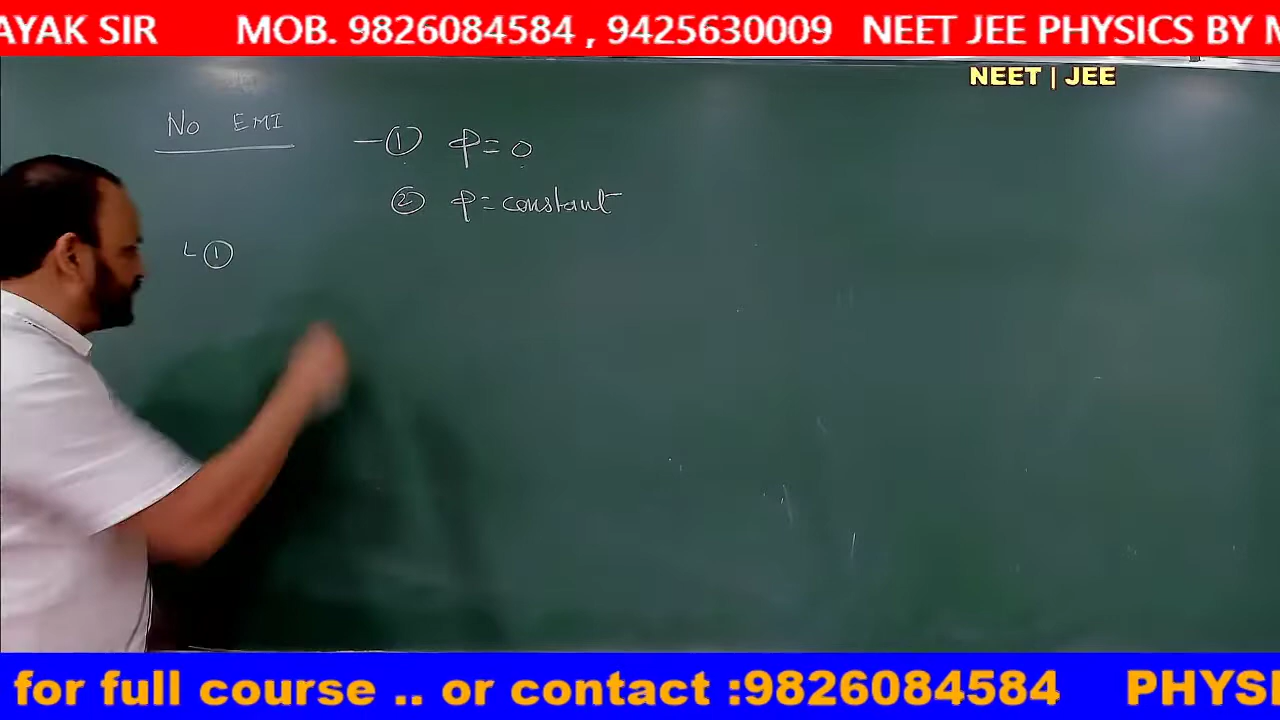 AYAK SIR MOB. 9826084584 , 9425630009 NEET JEE PHYSICS BY M
NEET | JEE
No EMI
—① φ=0
② φ=constant
└①
for full course .. or contact :9826084584 PHYSI